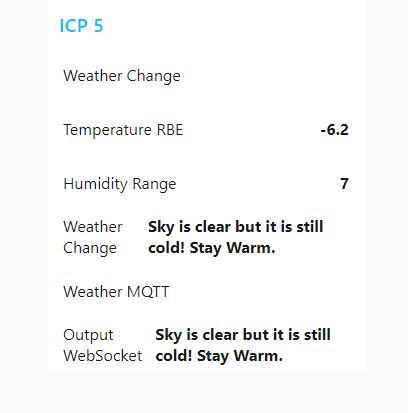 ICP 5
Weather Change
Temperature RBE -6.2
Humidity Range 7
Weather Sky is clear but it is still
Change cold! Stay Warm.
Weather MQTT
Output Sky is clear but it is still
WebSocket cold! Stay Warm.